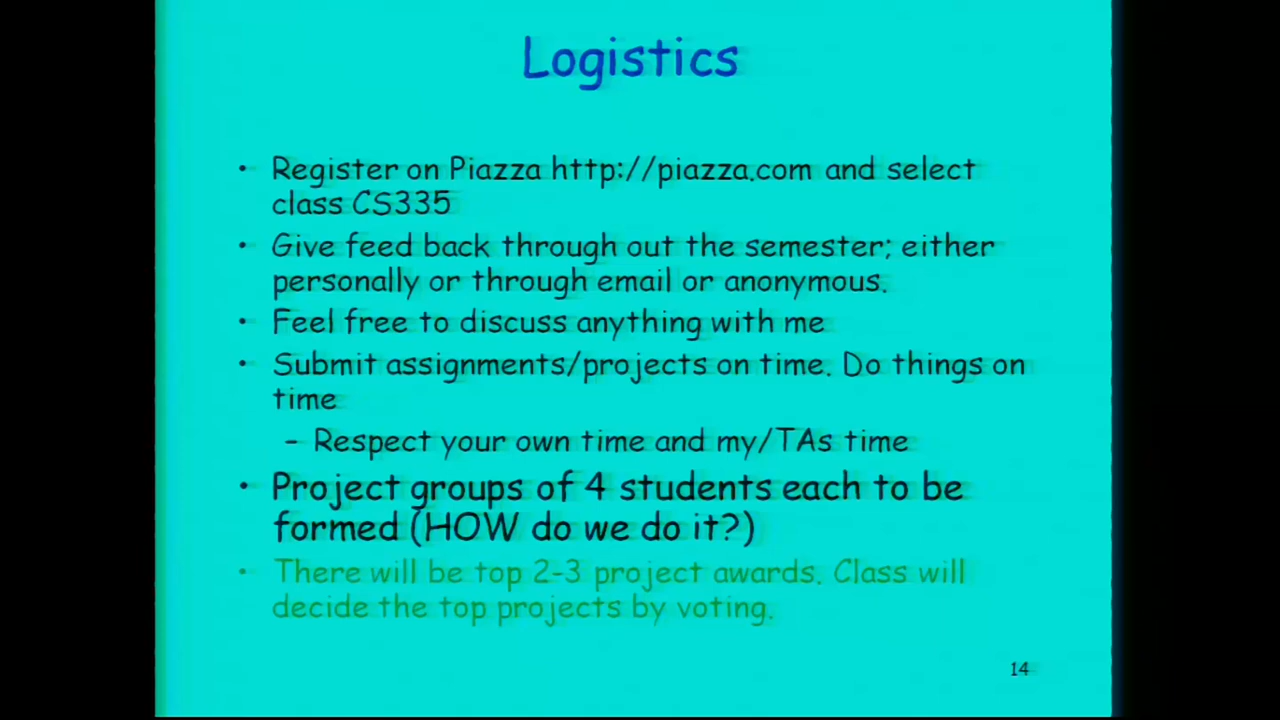 Logistics
• Register on Piazza http://piazza.com and select
class CS335
• Give feed back through out the semester; either
personally or through email or anonymous.
• Feel free to discuss anything with me
• Submit assignments/projects on time. Do things on
time
– Respect your own time and my/TAs time
• Project groups of 4 students each to be
formed (HOW do we do it?)
• There will be top 2-3 project awards. Class will
decide the top projects by voting.
14